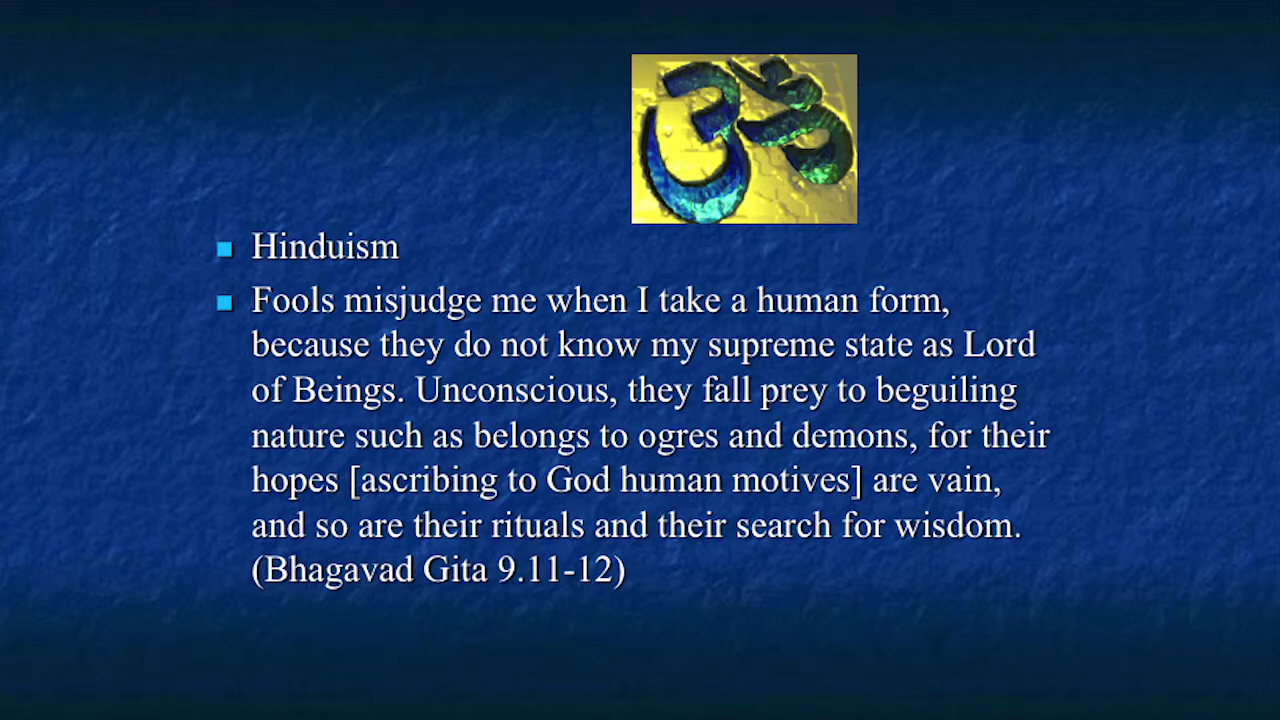 ॐ
Hinduism
Fools misjudge me when I take a human form,
because they do not know my supreme state as Lord
of Beings. Unconscious, they fall prey to beguiling
nature such as belongs to ogres and demons, for their
hopes [ascribing to God human motives] are vain,
and so are their rituals and their search for wisdom.
(Bhagavad Gita 9.11-12)